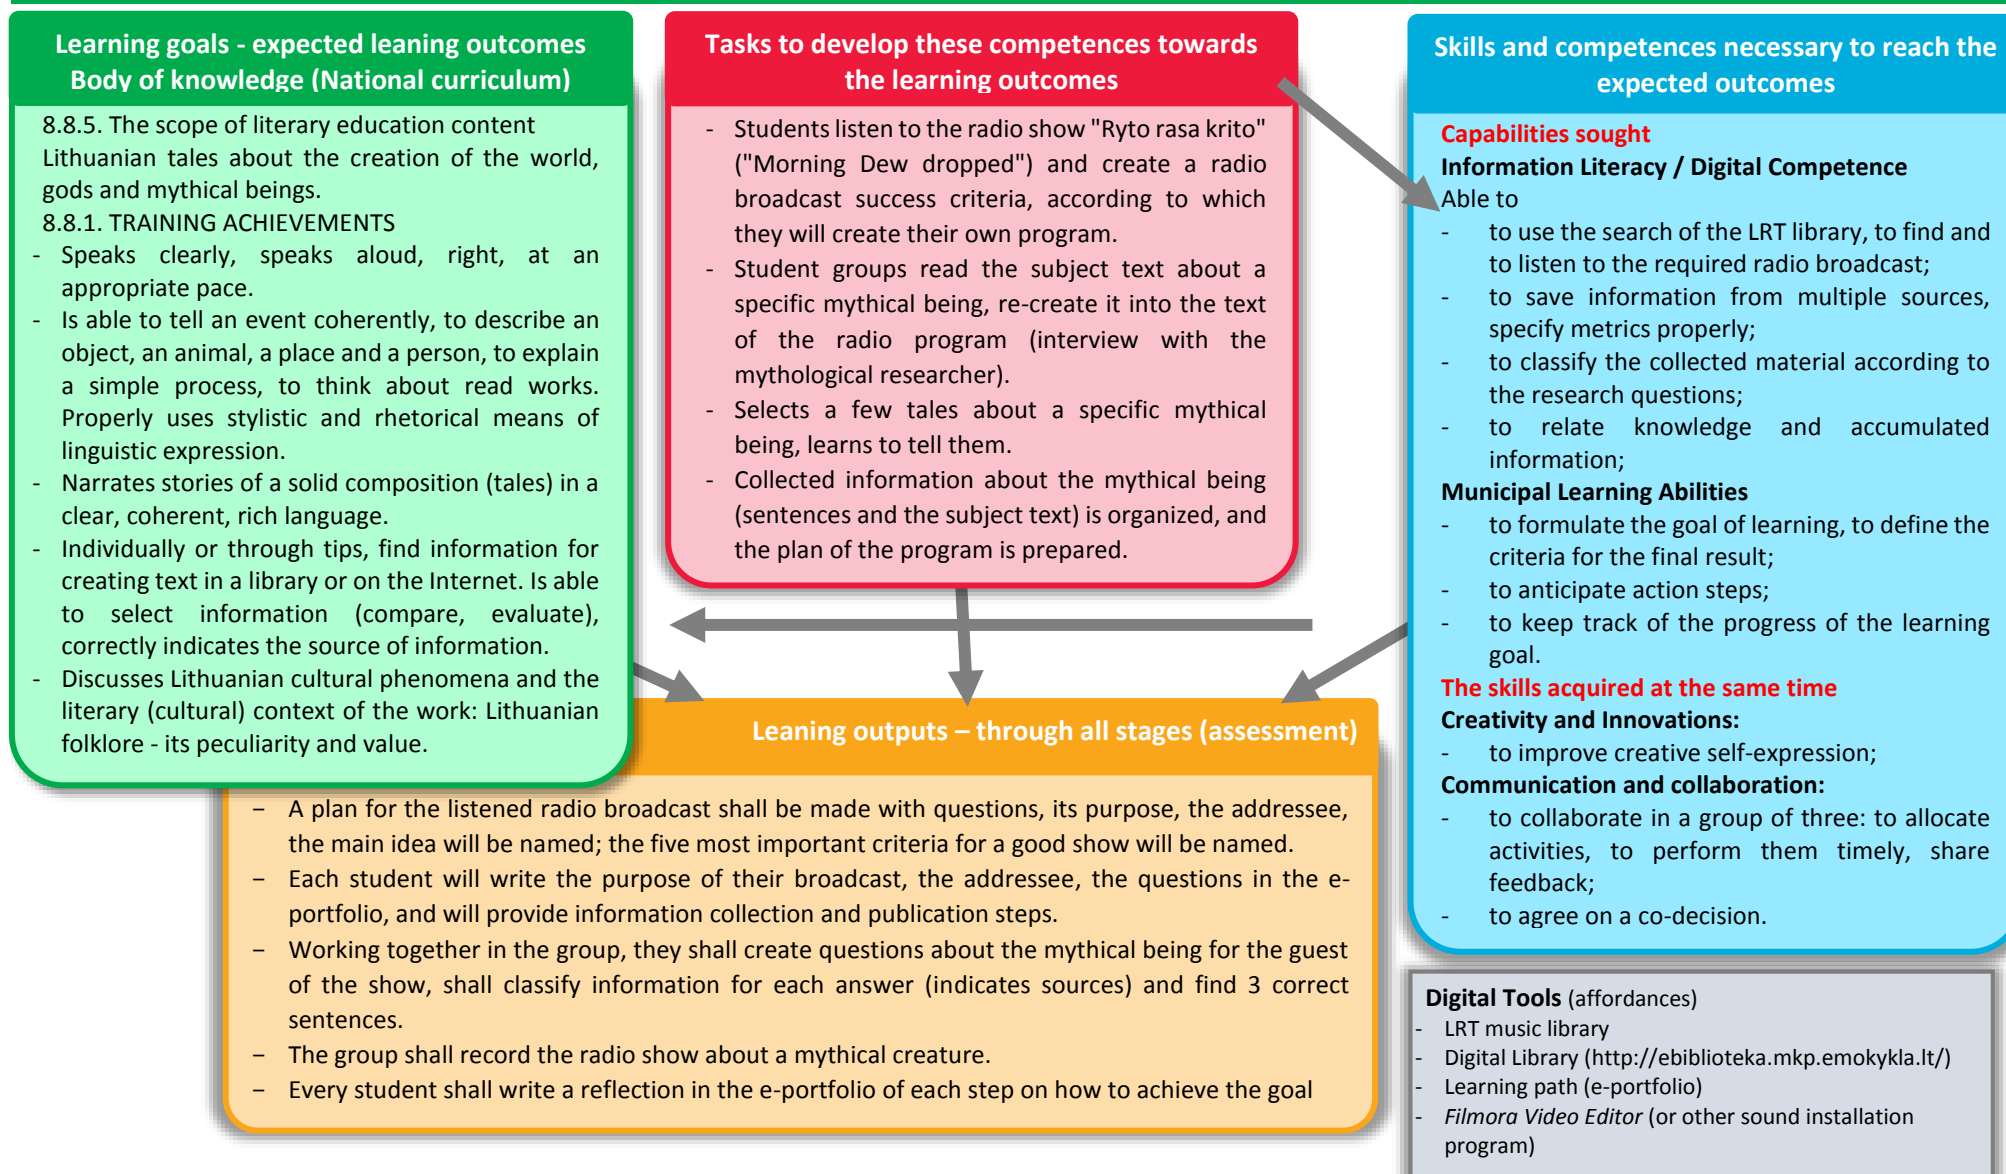 Learning goals - expected leaning outcomes
Body of knowledge (National curriculum)
8.8.5. The scope of literary education content
Lithuanian tales about the creation of the world,
gods and mythical beings.
8.8.1. TRAINING ACHIEVEMENTS
- Speaks clearly, speaks aloud, right, at an
appropriate pace.
- Is able to tell an event coherently, to describe an
object, an animal, a place and a person, to explain
a simple process, to think about read works.
Properly uses stylistic and rhetorical means of
linguistic expression.
- Narrates stories of a solid composition (tales) in a
clear, coherent, rich language.
- Individually or through tips, find information for
creating text in a library or on the Internet. Is able
to select information (compare, evaluate),
correctly indicates the source of information.
- Discusses Lithuanian cultural phenomena and the
literary (cultural) context of the work: Lithuanian
folklore - its peculiarity and value.
Tasks to develop these competences towards
the learning outcomes
- Students listen to the radio show "Ryto rasa krito"
("Morning Dew dropped") and create a radio
broadcast success criteria, according to which
they will create their own program.
- Student groups read the subject text about a
specific mythical being, re-create it into the text
of the radio program (interview with the
mythological researcher).
- Selects a few tales about a specific mythical
being, learns to tell them.
- Collected information about the mythical being
(sentences and the subject text) is organized, and
the plan of the program is prepared.
Skills and competences necessary to reach the
expected outcomes
Capabilities sought
Information Literacy / Digital Competence
Able to
- to use the search of the LRT library, to find and
to listen to the required radio broadcast;
- to save information from multiple sources,
specify metrics properly;
- to classify the collected material according to
the research questions;
- to relate knowledge and accumulated
information;
Municipal Learning Abilities
- to formulate the goal of learning, to define the
criteria for the final result;
- to anticipate action steps;
- to keep track of the progress of the learning
goal.
The skills acquired at the same time
Creativity and Innovations:
- to improve creative self-expression;
Communication and collaboration:
- to collaborate in a group of three: to allocate
activities, to perform them timely, share
feedback;
- to agree on a co-decision.
Leaning outputs – through all stages (assessment)
− A plan for the listened radio broadcast shall be made with questions, its purpose, the addressee,
the main idea will be named; the five most important criteria for a good show will be named.
− Each student will write the purpose of their broadcast, the addressee, the questions in the e-
portfolio, and will provide information collection and publication steps.
− Working together in the group, they shall create questions about the mythical being for the guest
of the show, shall classify information for each answer (indicates sources) and find 3 correct
sentences.
− The group shall record the radio show about a mythical creature.
− Every student shall write a reflection in the e-portfolio of each step on how to achieve the goal
Digital Tools (affordances)
- LRT music library
- Digital Library (http://ebiblioteka.mkp.emokykla.lt/)
- Learning path (e-portfolio)
- Filmora Video Editor (or other sound installation
program)